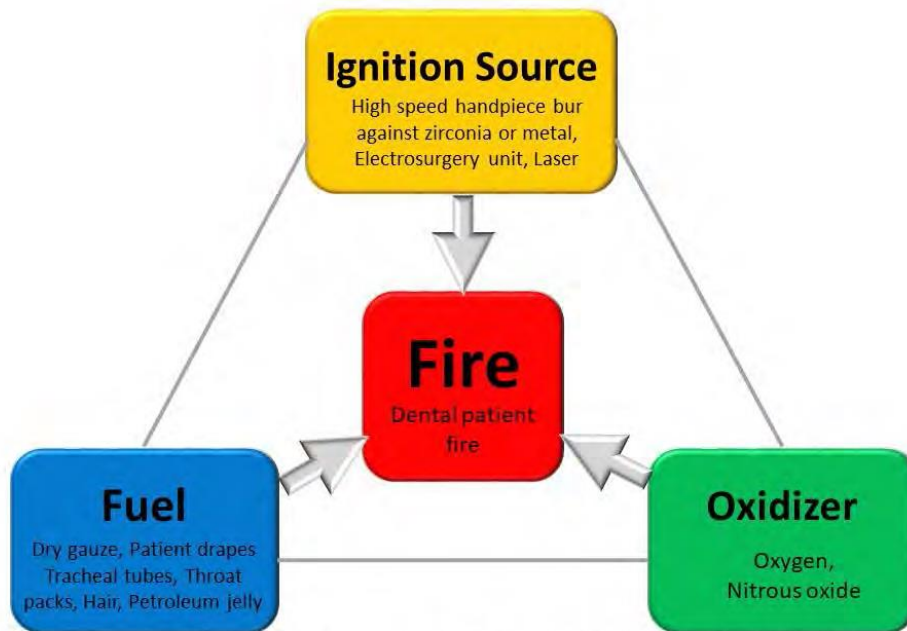 Ignition Source
High speed handpiece bur
against zirconia or metal,
Electrosurgery unit, Laser
Fire
Dental patient
fire
Fuel
Dry gauze, Patient drapes
Tracheal tubes, Throat
packs, Hair, Petroleum jelly
Oxidizer
Oxygen,
Nitrous oxide